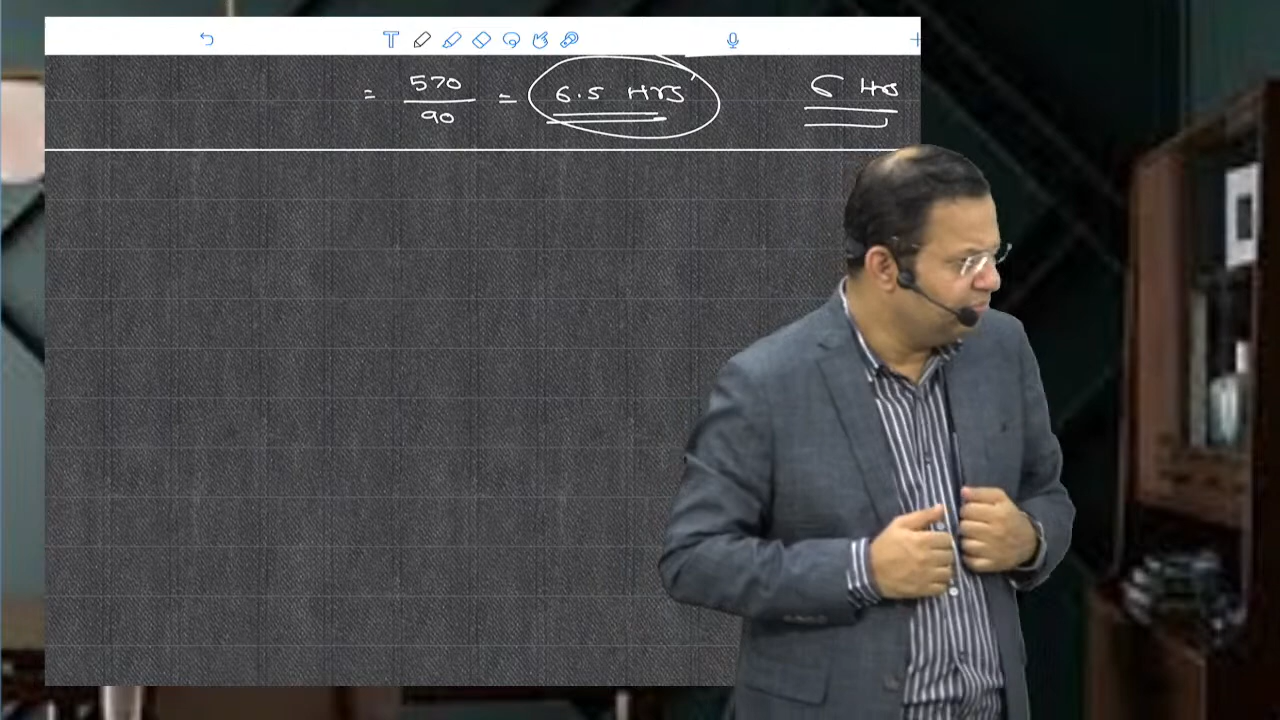 = 570/90 = 6.5 Hrs 6 Hrs